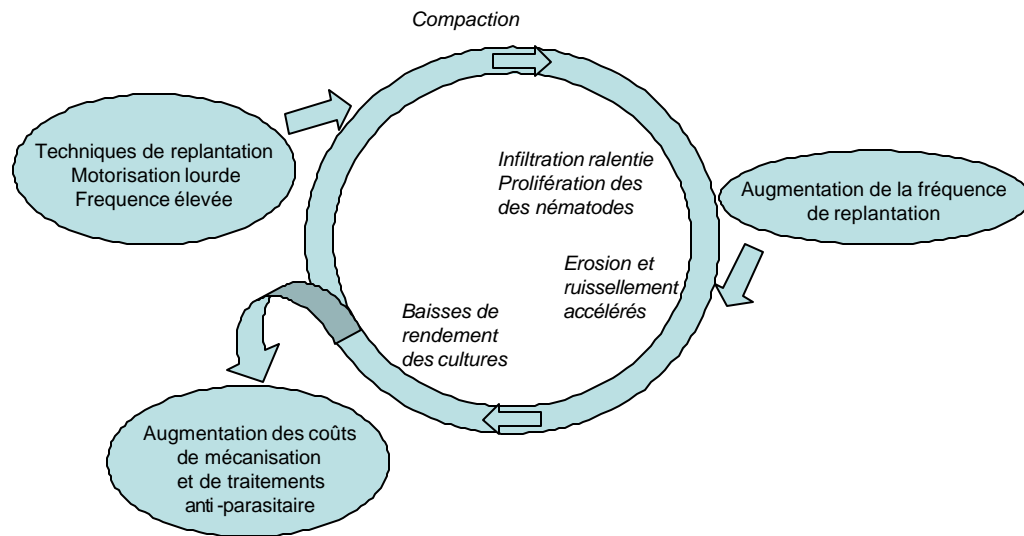 Compaction
Techniques de replantation
Motorisation lourde
Frequence élevée
Infiltration ralentie
Prolifération des
des nématodes
Augmentation de la fréquence
de replantation
Erosion et
ruissellement
accélérés
Baisses de
rendement
des cultures
Augmentation des coûts
de mécanisation
et de traitements
anti-parasitaire